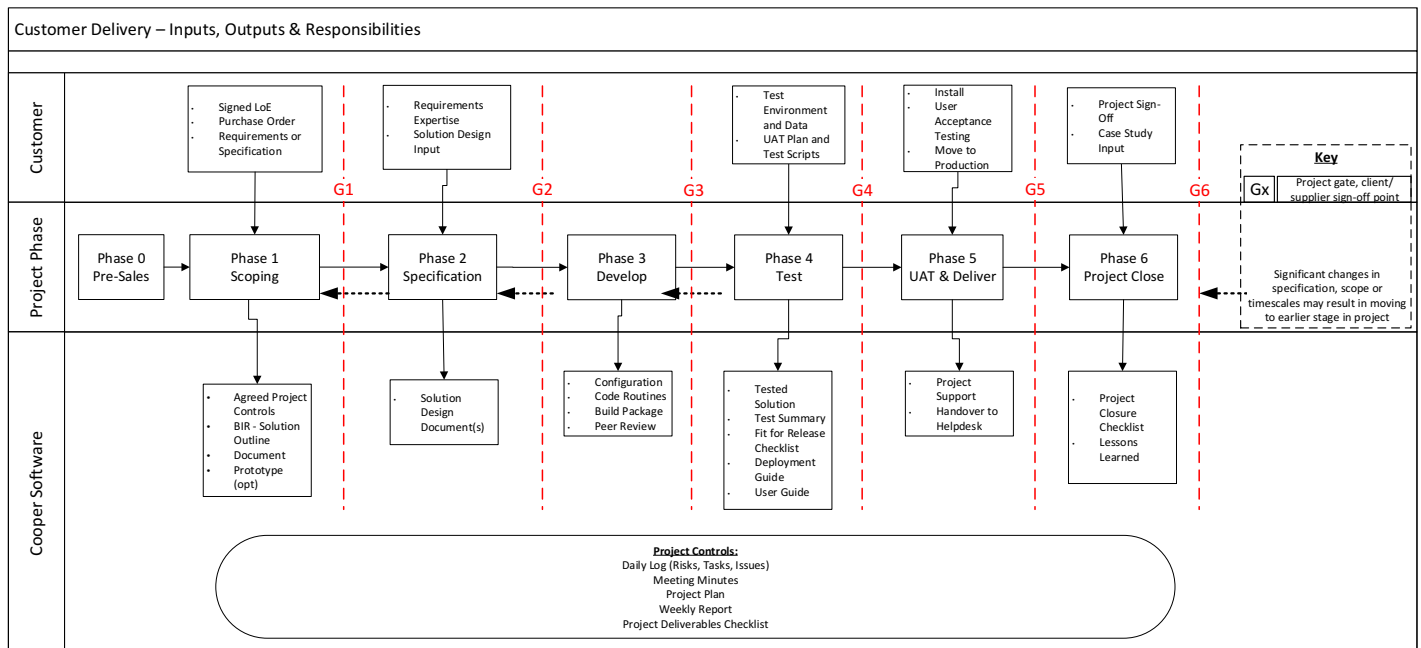 Customer Delivery – Inputs, Outputs & Responsibilities
Customer
· Signed LoE
· Purchase Order
· Requirements or
Specification
· Requirements
Expertise
· Solution Design
Input
· Test
Environment
and Data
· UAT Plan and
Test Scripts
· Install
· User
Acceptance
Testing
· Move to
Production
· Project Sign-
Off
· Case Study
Input
G1
G2
G3
G4
G5
G6
Key
Gx
Project gate, client/
supplier sign-off point
Significant changes in
specification, scope or
timescales may result in moving
to earlier stage in project
Project Phase
Phase 0
Pre-Sales
Phase 1
Scoping
Phase 2
Specification
Phase 3
Develop
Phase 4
Test
Phase 5
UAT & Deliver
Phase 6
Project Close
Cooper Software
• Agreed Project
Controls
• BIR - Solution
Outline
• Document
• Prototype
(opt)
· Solution
Design
Document(s)
· Configuration
· Code Routines
· Build Package
· Peer Review
· Tested
Solution
· Test Summary
· Fit for Release
Checklist
· Deployment
Guide
· User Guide
· Project
Support
· Handover to
Helpdesk
· Project
Closure
Checklist
· Lessons
Learned
Project Controls:
Daily Log (Risks, Tasks, Issues)
Meeting Minutes
Project Plan
Weekly Report
Project Deliverables Checklist